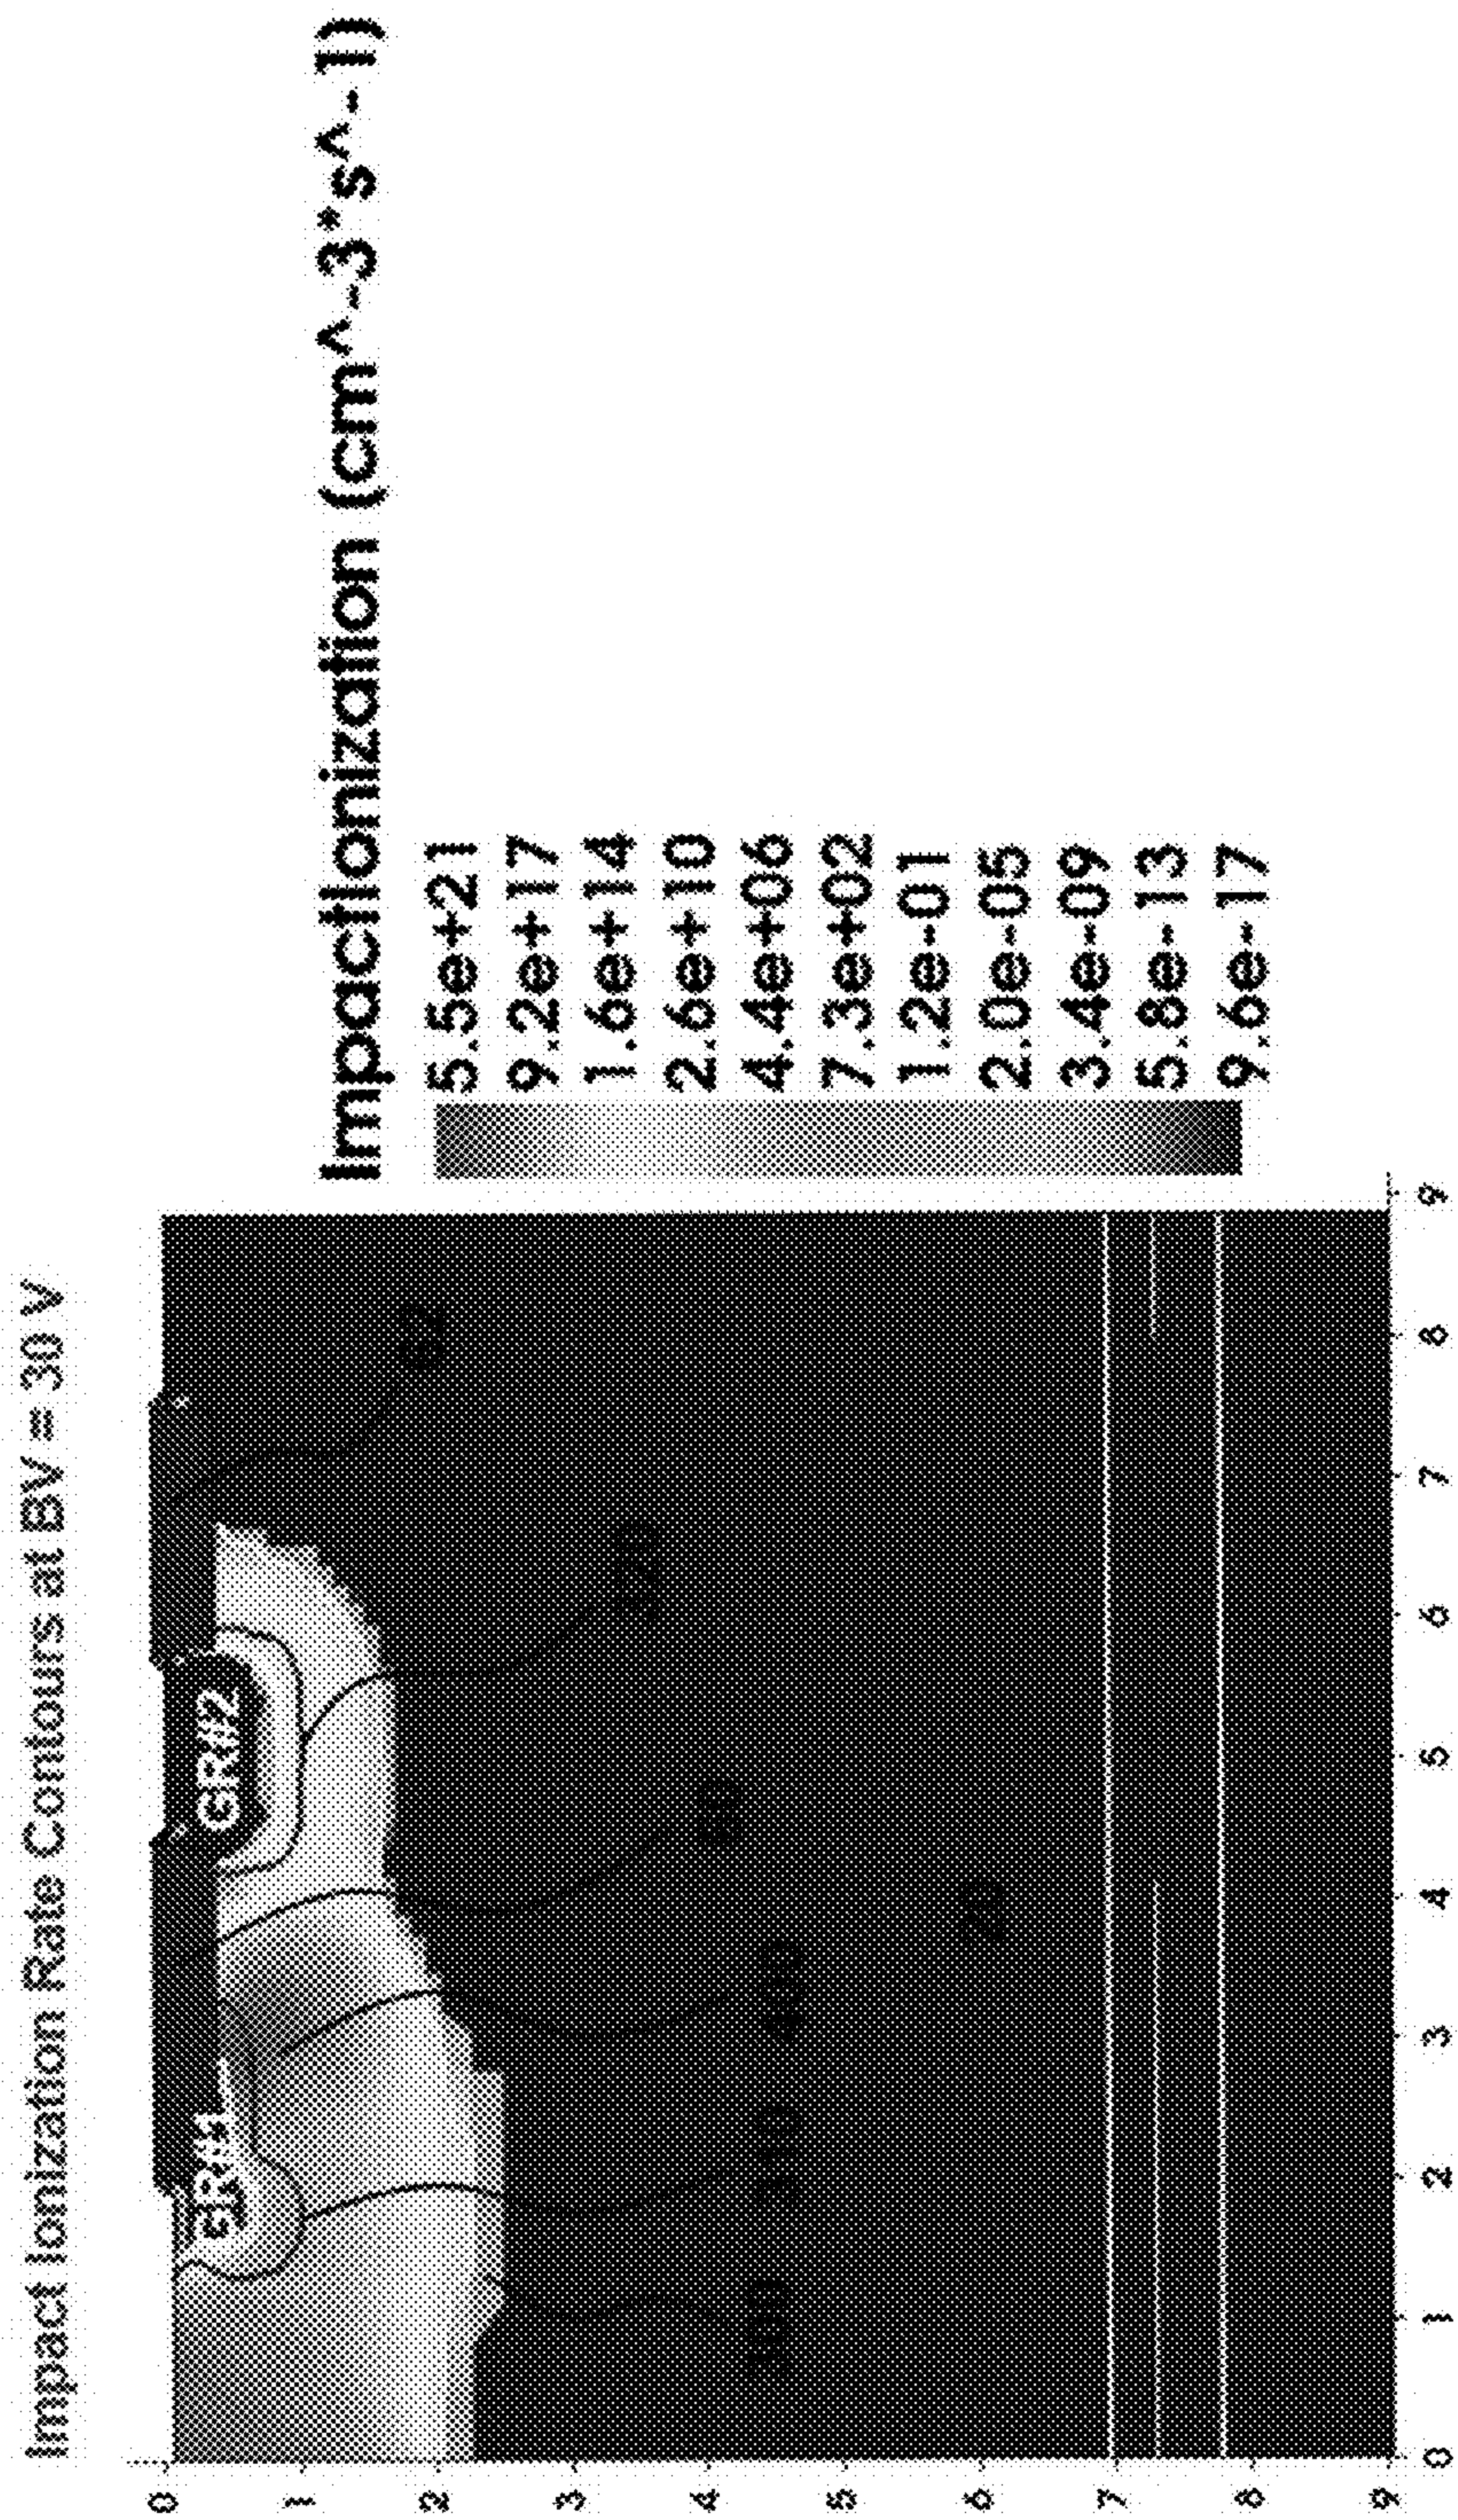 Impact Ionization Rate Contours at BV = 30 V
Impactionization (cm^-3*s^-1)
5.5e+21
9.2e+17
1.6e+14
2.6e+10
4.4e+06
7.3e+02
1.2e-01
2.0e-05
3.4e-09
5.8e-13
9.6e-17
GR#1
GR#2
0
1
2
3
4
5
6
7
8
9
0 1 2 3 4 5 6 7 8 9